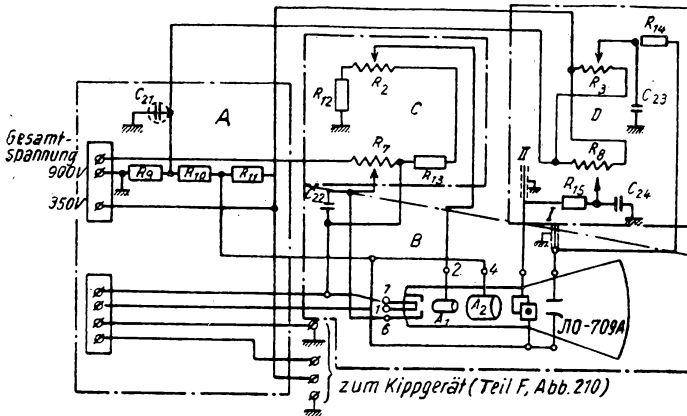 R14
C21
A
R12
R2
C
R3
D
C23
Gesamt-
spannung
900V
R9
R10
R11
R7
R13
R8
II
R15
C24
I
350V
C22
B
2
4
7
1
6
A1
A2
ЛО-709А
zum Kippgerät (Teil F, Abb. 210)